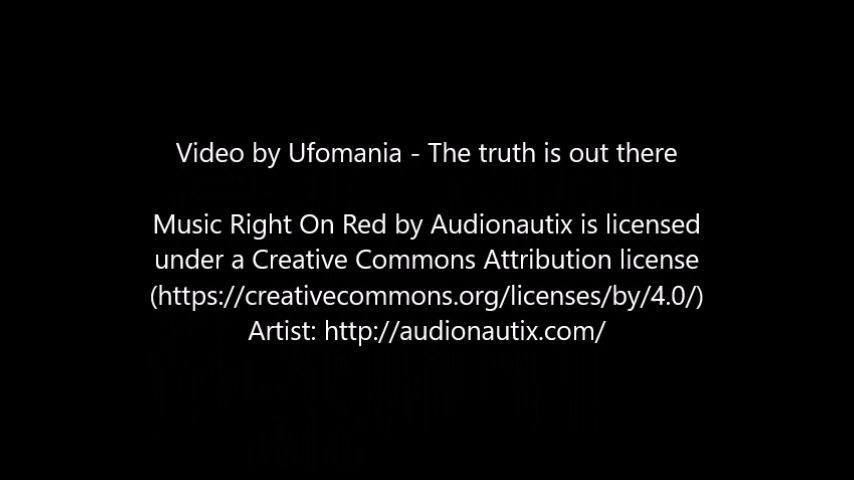 Video by Ufomania - The truth is out there
Music Right On Red by Audionautix is licensed
under a Creative Commons Attribution license
(https://creativecommons.org/licenses/by/4.0/)
Artist: http://audionautix.com/